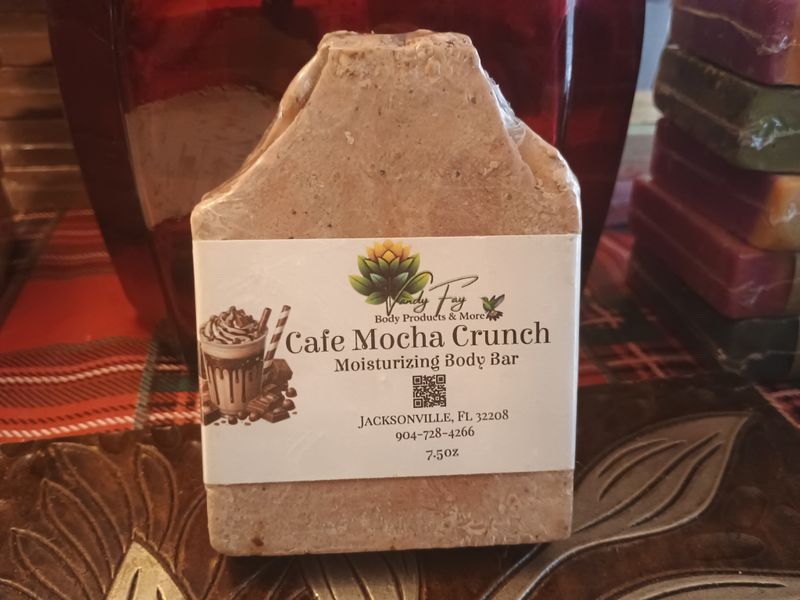 Vandy Fay
Body Products & More
Cafe Mocha Crunch
Moisturizing Body Bar
Jacksonville, FL 32208
904-728-4266
7.5oz